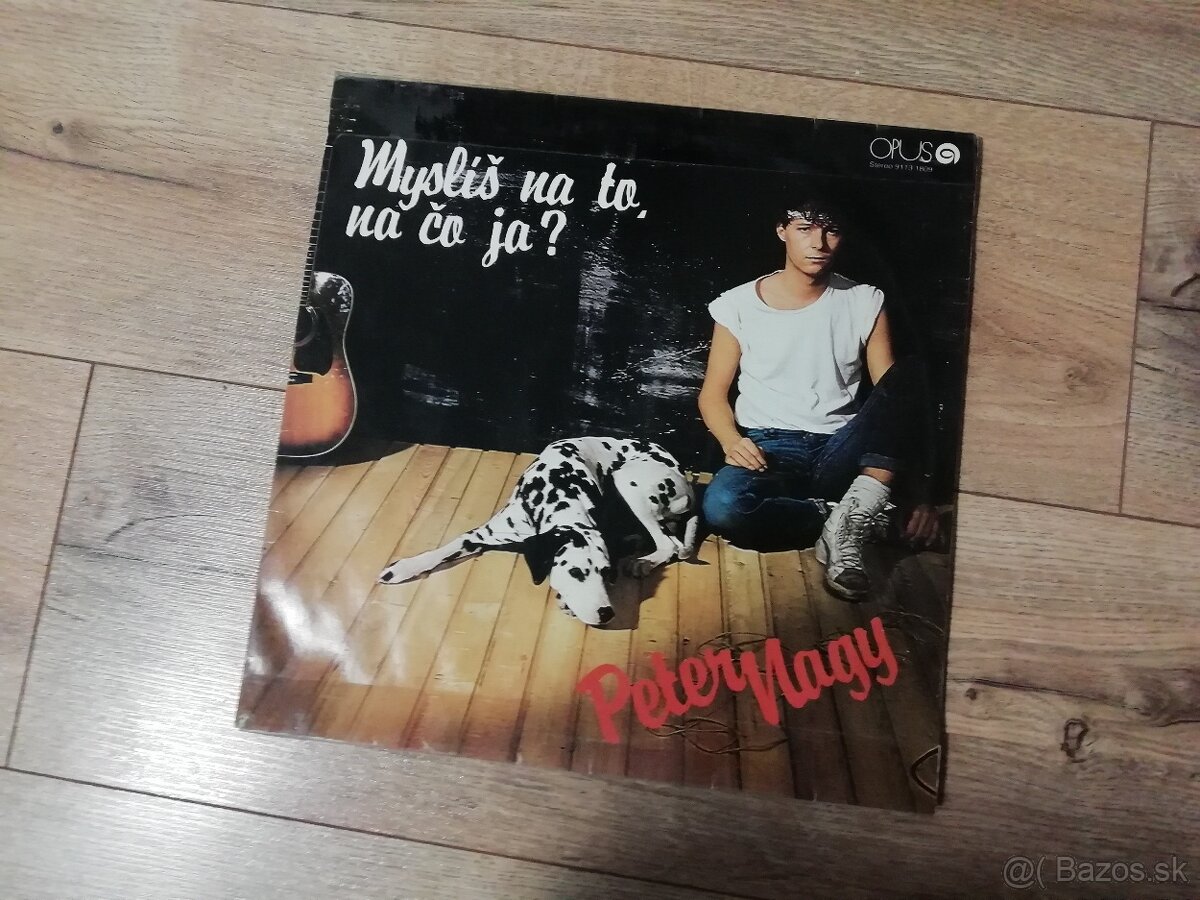 OPUS
Stereo 9113 1809
Myslíš na to,
na čo ja?
Peter Nagy
@( Bazos.sk